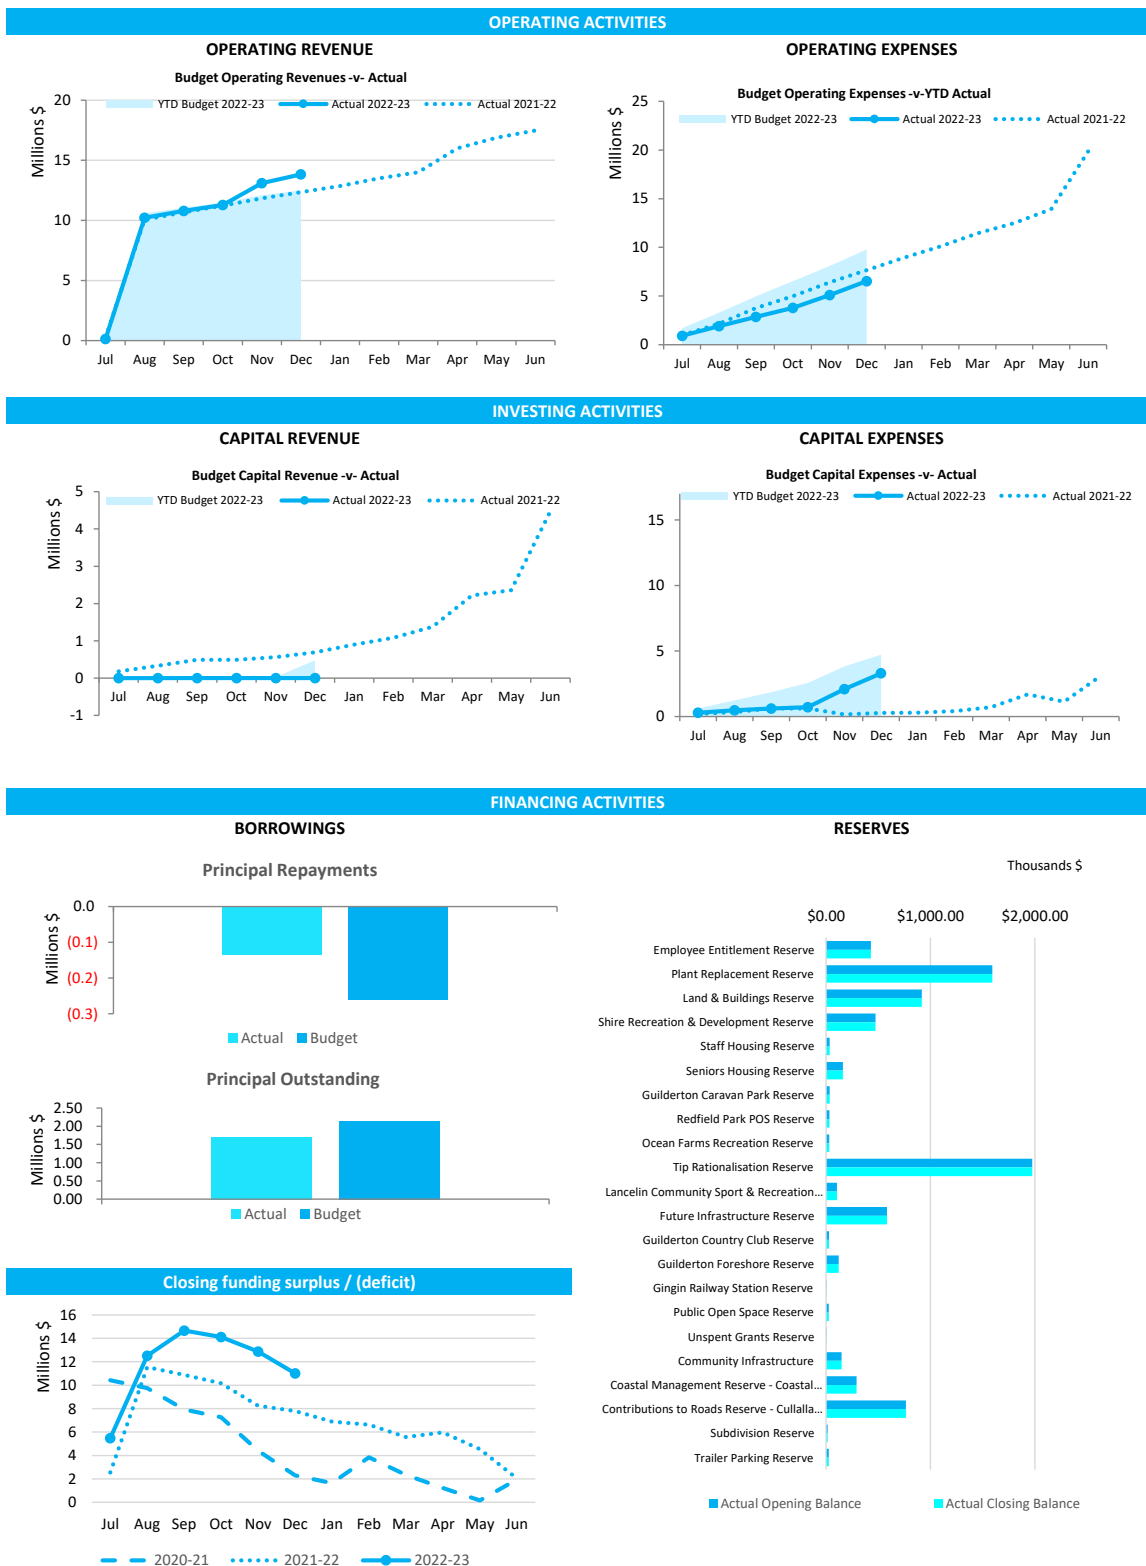 OPERATING ACTIVITIES
OPERATING REVENUE
Budget Operating Revenues -v- Actual
YTD Budget 2022-23
Actual 2022-23
Actual 2021-22
Millions $
20
15
10
5
0
Jul Aug Sep Oct Nov Dec Jan Feb Mar Apr May Jun
OPERATING EXPENSES
Budget Operating Expenses -v-YTD Actual
YTD Budget 2022-23
Actual 2022-23
Actual 2021-22
Millions $
25
20
15
10
5
0
Jul Aug Sep Oct Nov Dec Jan Feb Mar Apr May Jun
INVESTING ACTIVITIES
CAPITAL REVENUE
Budget Capital Revenue -v- Actual
YTD Budget 2022-23
Actual 2022-23
Actual 2021-22
Millions $
5
4
3
2
1
0
-1
Jul Aug Sep Oct Nov Dec Jan Feb Mar Apr May Jun
CAPITAL EXPENSES
Budget Capital Expenses -v- Actual
YTD Budget 2022-23
Actual 2022-23
Actual 2021-22
Millions $
15
10
5
0
Jul Aug Sep Oct Nov Dec Jan Feb Mar Apr May Jun
FINANCING ACTIVITIES
BORROWINGS
Principal Repayments
Millions $
0.0
(0.1)
(0.2)
(0.3)
Actual Budget
Principal Outstanding
Millions $
2.50
2.00
1.50
1.00
0.50
0.00
Actual Budget
RESERVES
Thousands $
$0.00 $1,000.00 $2,000.00
Employee Entitlement Reserve
Plant Replacement Reserve
Land & Buildings Reserve
Shire Recreation & Development Reserve
Staff Housing Reserve
Seniors Housing Reserve
Guilderton Caravan Park Reserve
Redfield Park POS Reserve
Ocean Farms Recreation Reserve
Tip Rationalisation Reserve
Lancelin Community Sport & Recreation...
Future Infrastructure Reserve
Guilderton Country Club Reserve
Guilderton Foreshore Reserve
Gingin Railway Station Reserve
Public Open Space Reserve
Unspent Grants Reserve
Community Infrastructure
Coastal Management Reserve - Coastal...
Contributions to Roads Reserve - Cullalla...
Subdivision Reserve
Trailer Parking Reserve
Actual Opening Balance
Actual Closing Balance
Closing funding surplus / (deficit)
Millions $
16
14
12
10
8
6
4
2
0
Jul Aug Sep Oct Nov Dec Jan Feb Mar Apr May Jun
2020-21
2021-22
2022-23